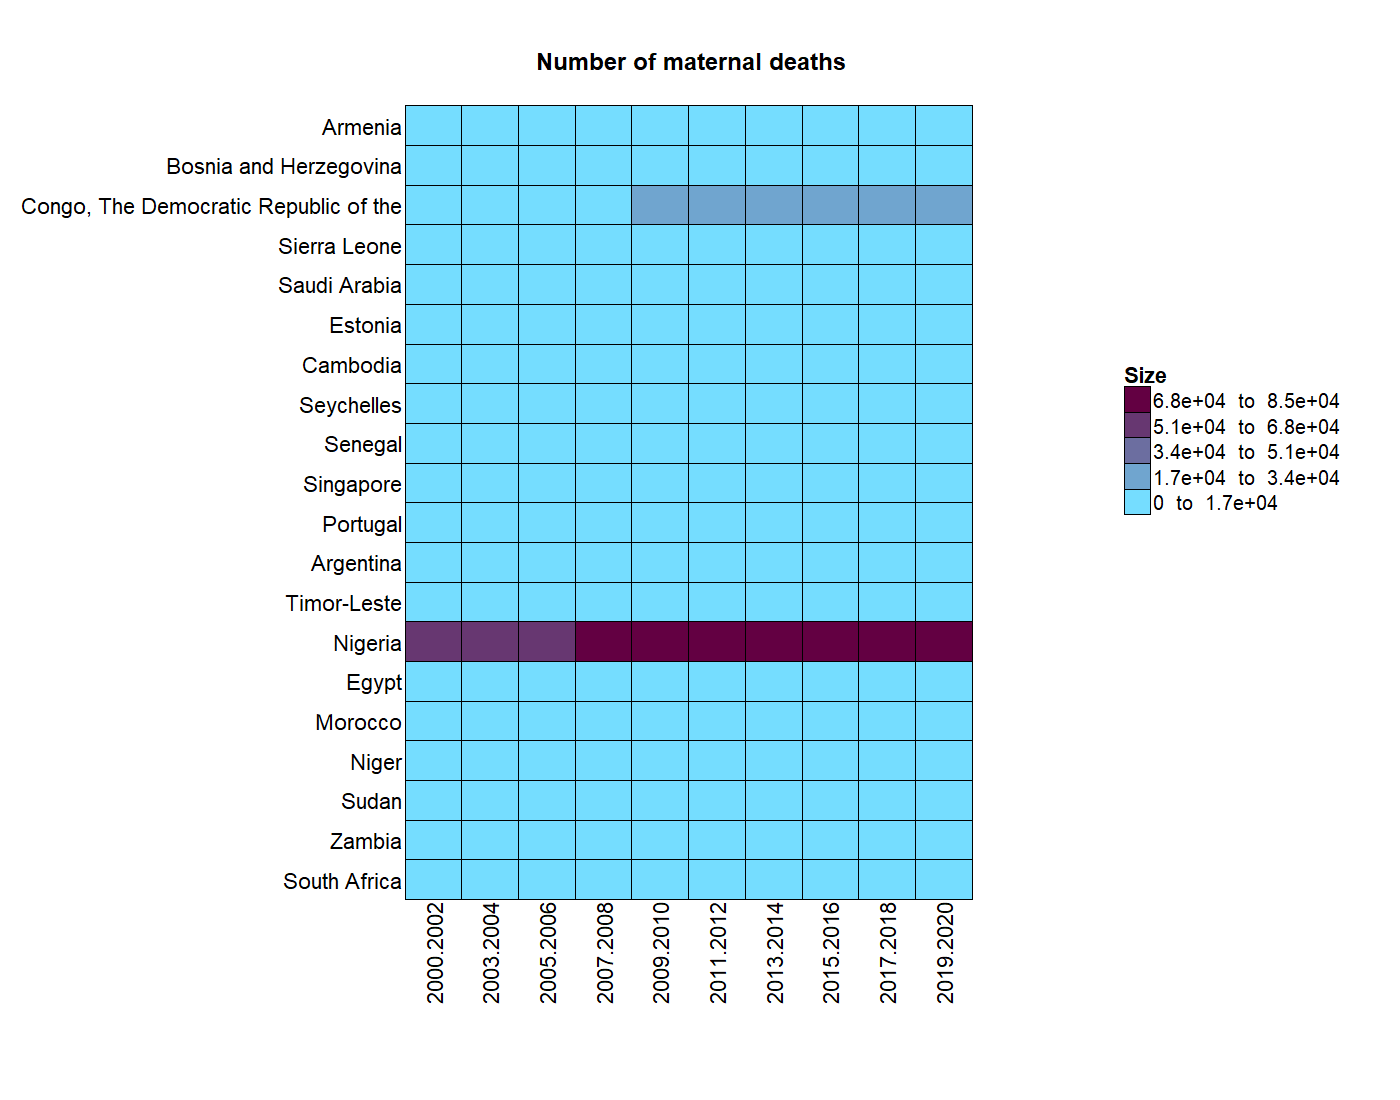 Number of maternal deaths
Armenia
Bosnia and Herzegovina
Congo, The Democratic Republic of the
Sierra Leone
Saudi Arabia
Estonia
Cambodia
Seychelles
Senegal
Singapore
Portugal
Argentina
Timor-Leste
Nigeria
Egypt
Morocco
Niger
Sudan
Zambia
South Africa
2000.2002
2003.2004
2005.2006
2007.2008
2009.2010
2011.2012
2013.2014
2015.2016
2017.2018
2019.2020
Size
6.8e+04 to 8.5e+04
5.1e+04 to 6.8e+04
3.4e+04 to 5.1e+04
1.7e+04 to 3.4e+04
0 to 1.7e+04